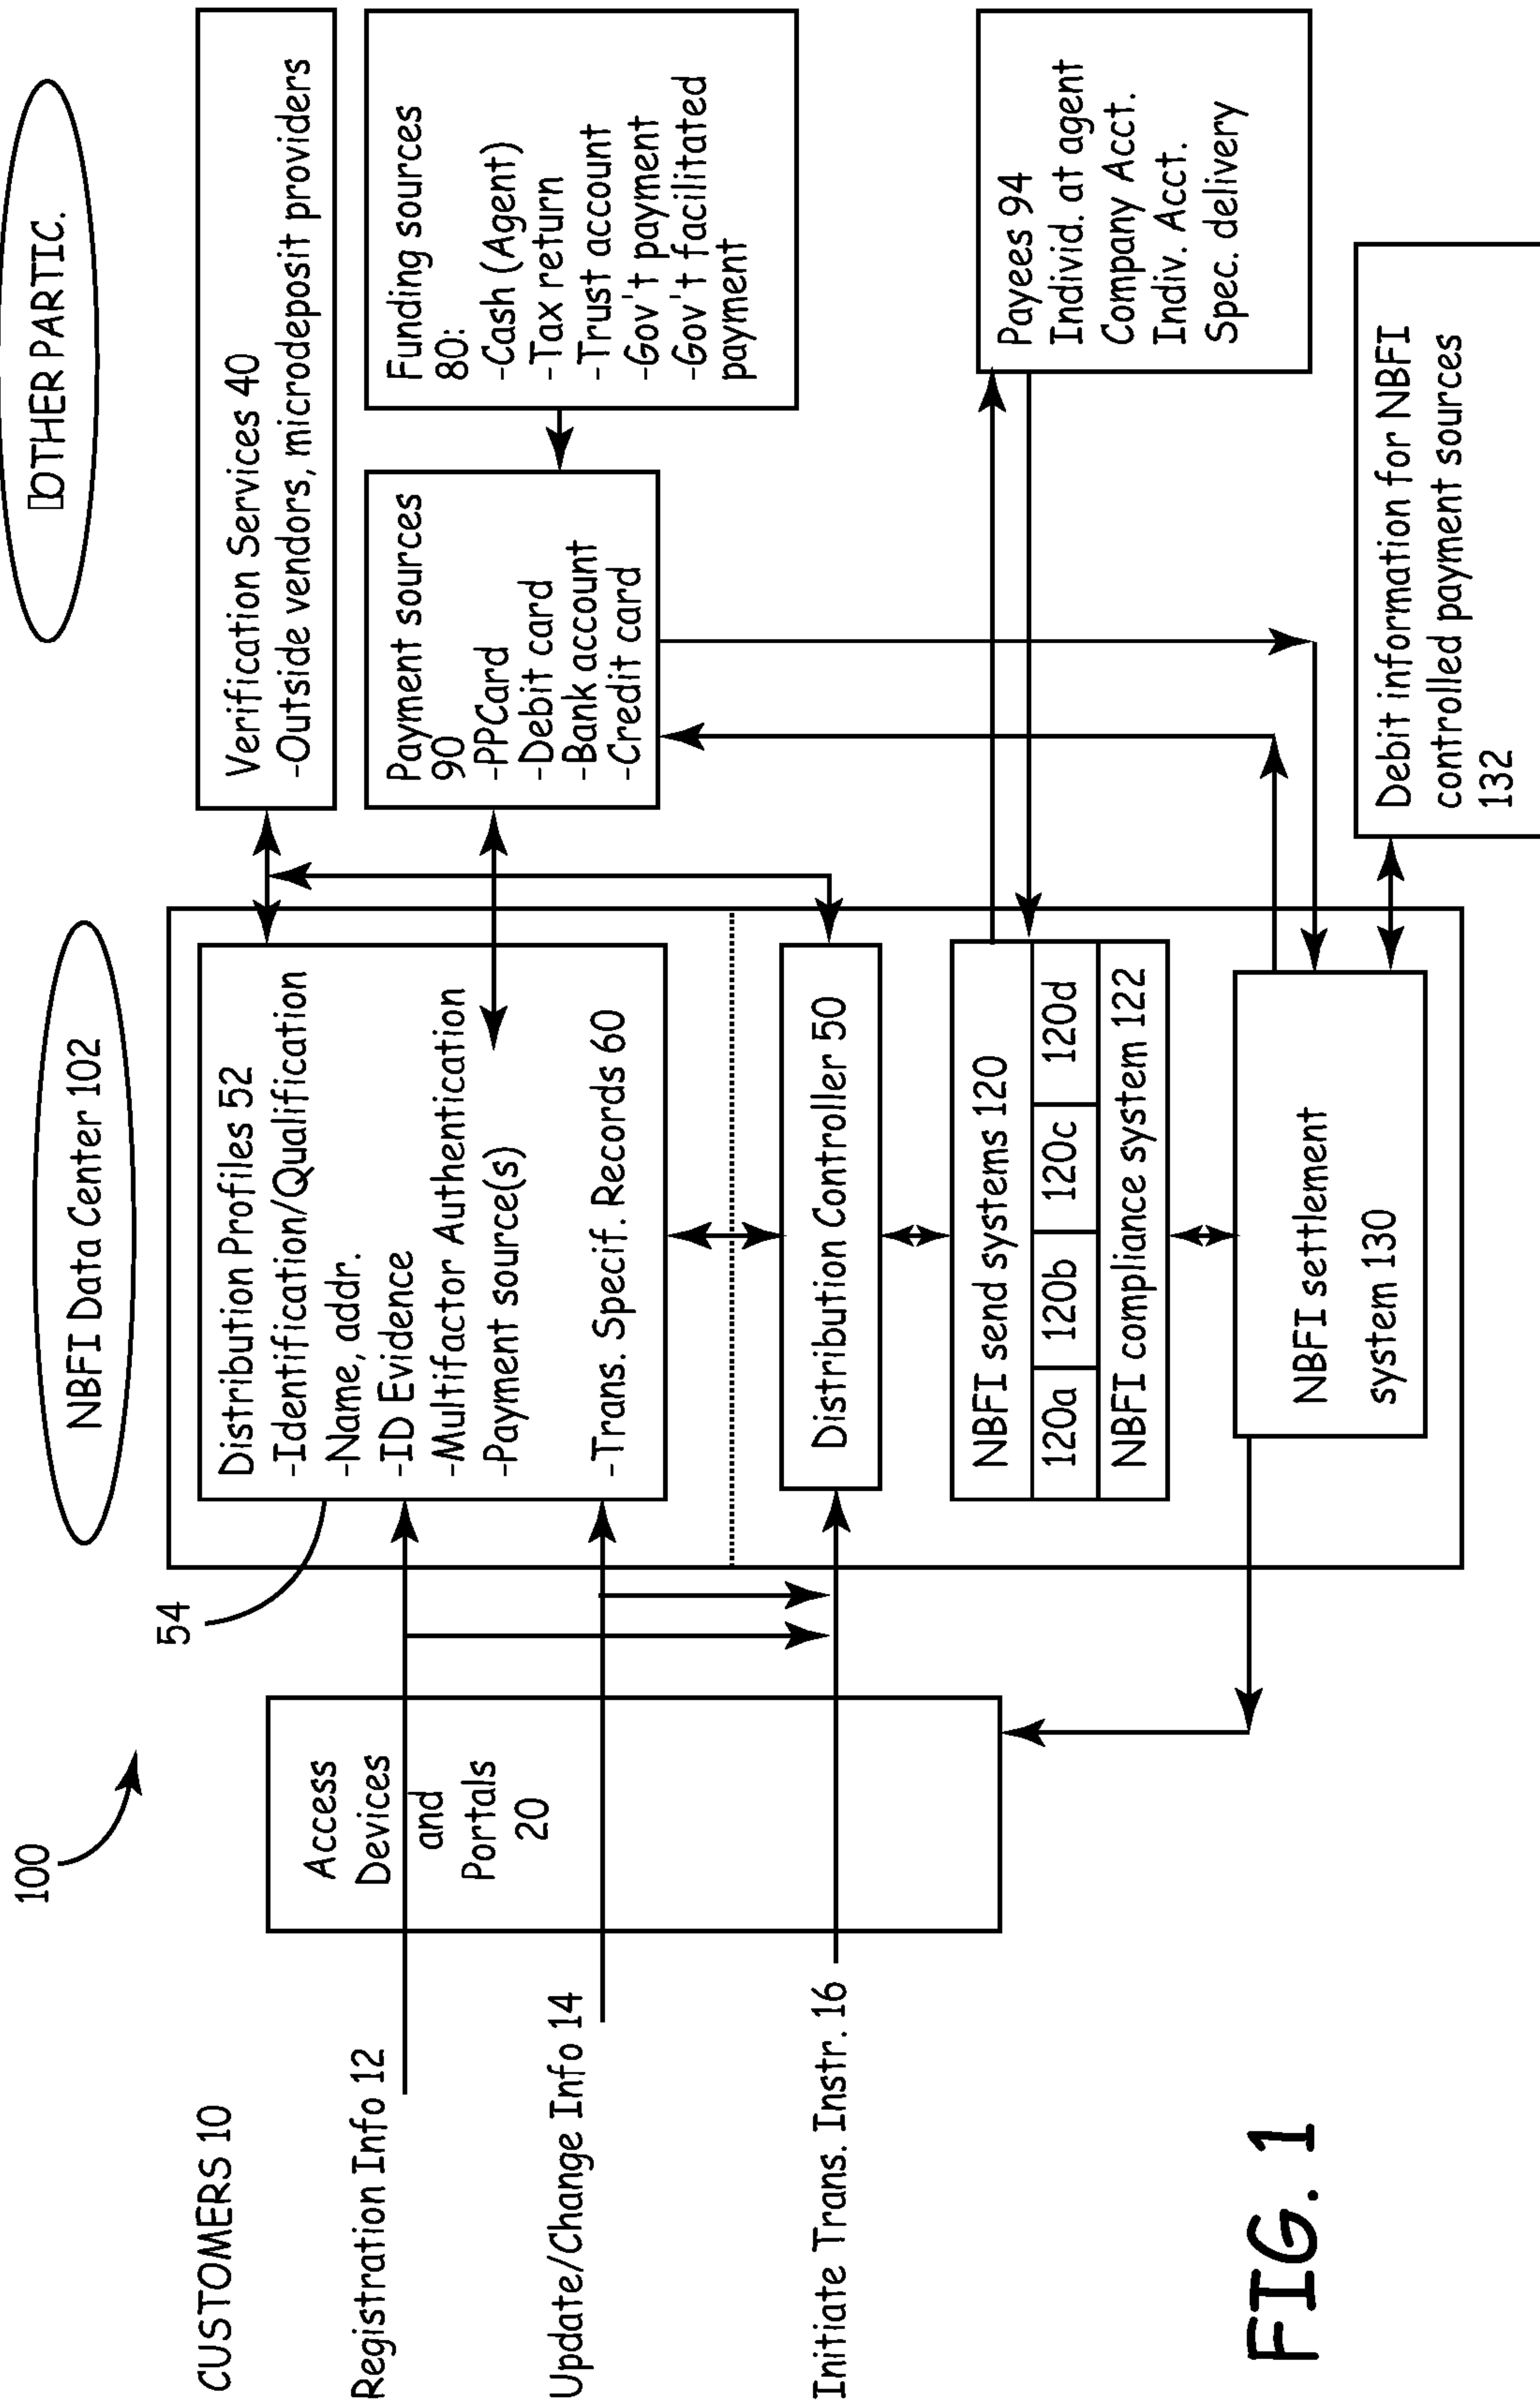 100
CUSTOMERS 10
Registration Info 12
Update/Change Info 14
Initiate Trans. Instr. 16
Access
Devices
and
Portals
20
NBFI Data Center 102
54
Distribution Profiles 52
-Identification/Qualification
-Name, addr.
-ID Evidence
-Multifactor Authentication
-Payment source(s)
- Trans. Specif. Records 60
Distribution Controller 50
NBFI send systems 120
120a 120b 120c 120d
NBFI compliance system 122
NBFI settlement
system 130
OTHER PARTIC.
Verification Services 40
-Outside vendors, microdeposit providers
Payment sources
90
-PPCard
-Debit card
-Bank account
-Credit card
Funding sources
80:
-Cash (Agent)
- Tax return
- Trust account
-Gov't payment
-Gov't facilitated
payment
Payees 94
Individ. at agent
Company Acct.
Indiv. Acct.
Spec. delivery
Debit information for NBFI
controlled payment sources
132
FIG. 1